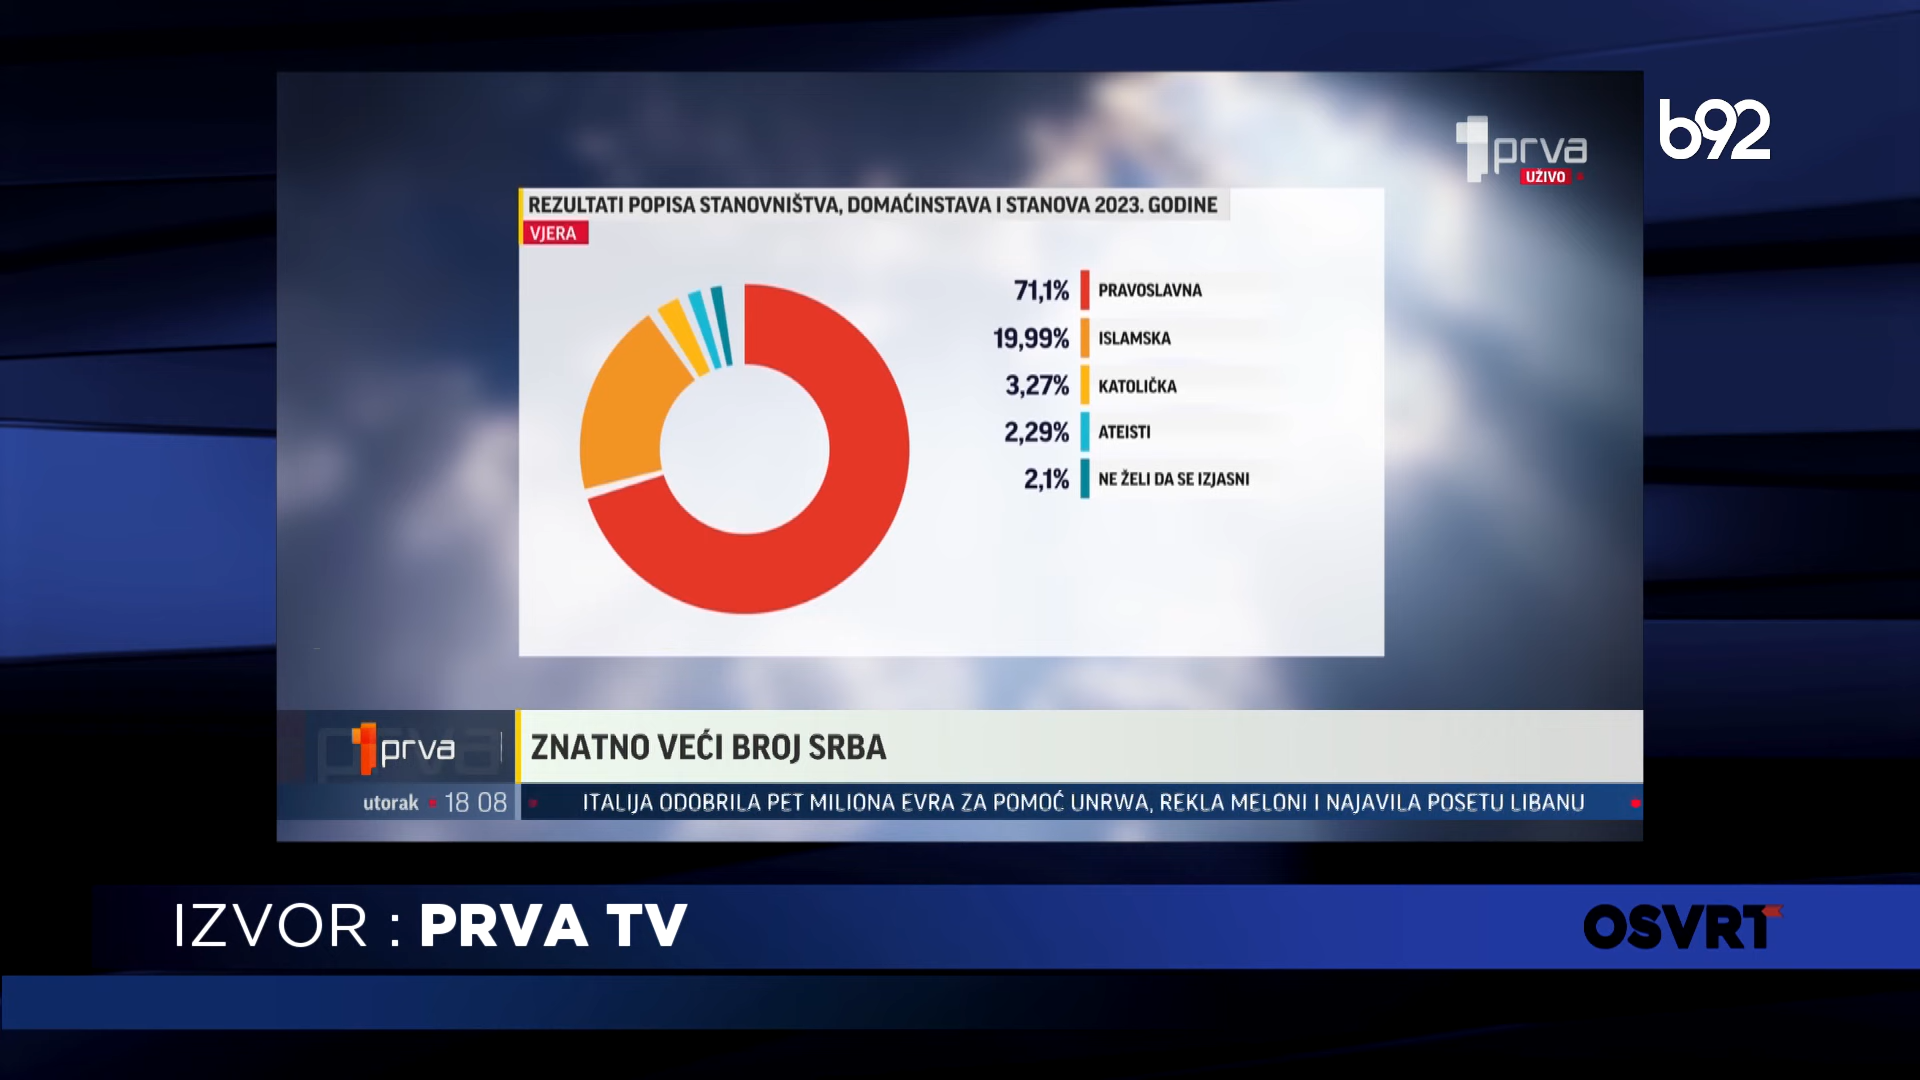 b92
prva
UŽIVO
REZULTATI POPISA STANOVNIŠTVA, DOMAĆINSTAVA I STANOVA 2023. GODINE
VJERA
71,1% PRAVOSLAVNA
19,99% ISLAMSKA
3,27% KATOLIČKA
2,29% ATEISTI
2,1% NE ŽELI DA SE IZJASNI
prva
ZNATNO VEĆI BROJ SRBA
utorak • 18 08
ITALIJA ODOBRILA PET MILIONA EVRA ZA POMOĆ UNRWA, REKLA MELONI I NAJAVILA POSETU LIBANU
IZVOR : PRVA TV
OSVRT